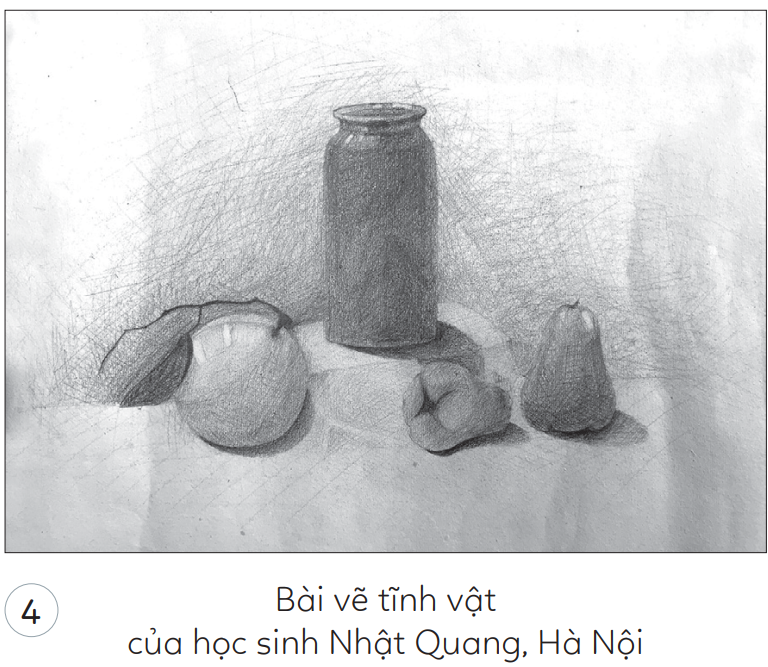 4
Bài vẽ tĩnh vật
của học sinh Nhật Quang, Hà Nội